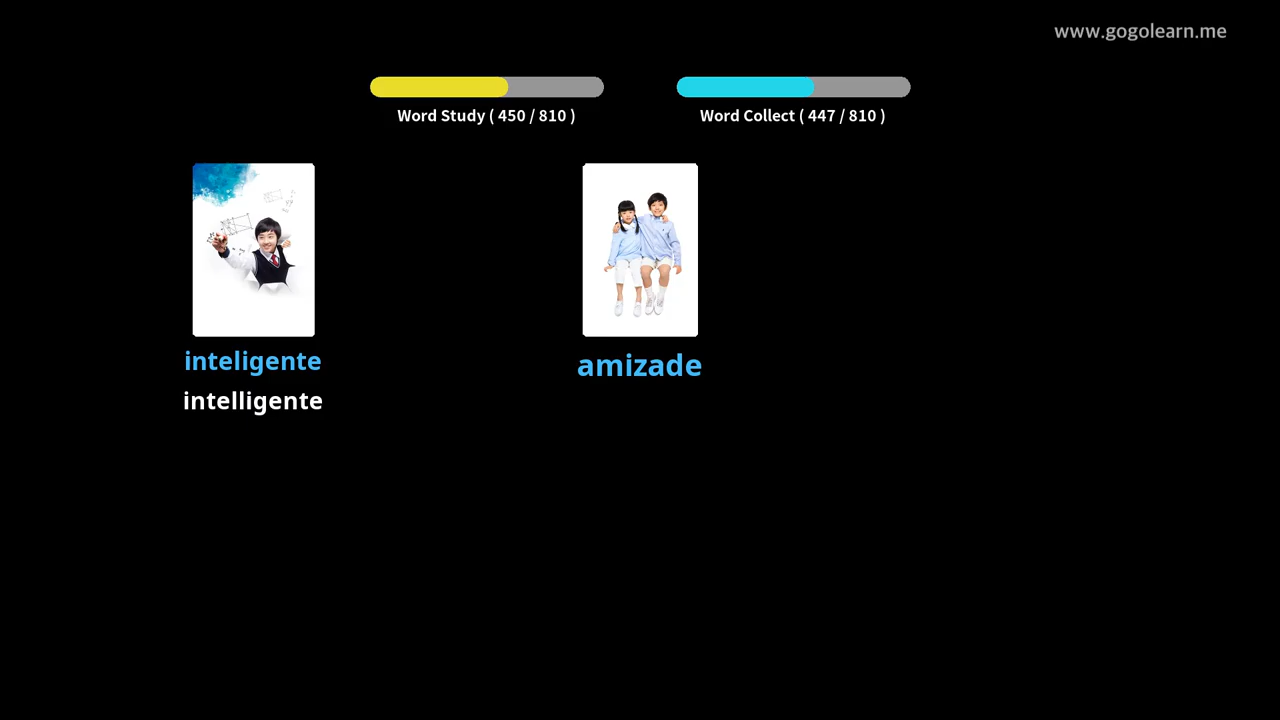 www.gogolearn.me
Word Study ( 450 / 810 )
Word Collect ( 447 / 810 )
inteligente
intelligente
amizade